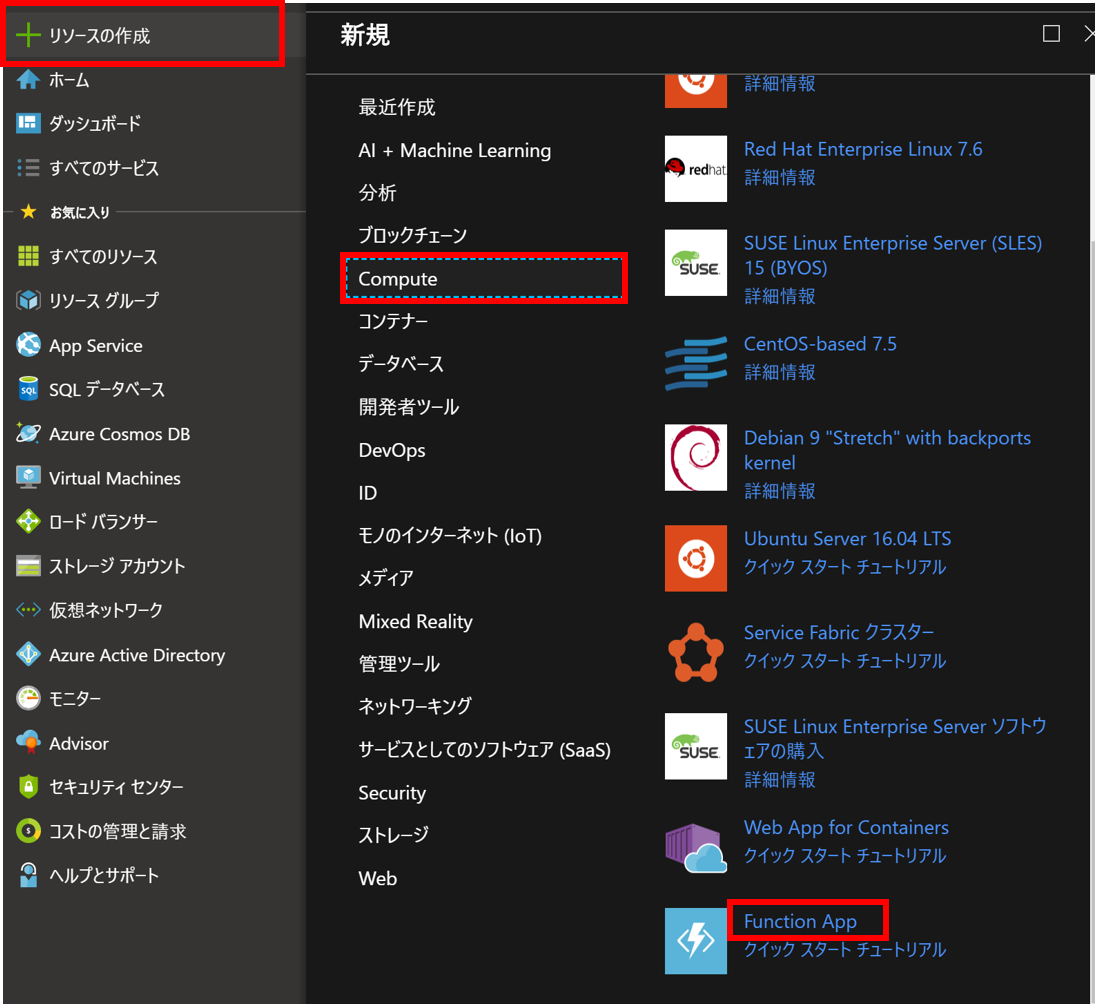 リソースの作成
ホーム
ダッシュボード
すべてのサービス
お気に入り
すべてのリソース
リソース グループ
App Service
SQL データベース
Azure Cosmos DB
Virtual Machines
ロード バランサー
ストレージ アカウント
仮想ネットワーク
Azure Active Directory
モニター
Advisor
セキュリティ センター
コストの管理と請求
ヘルプとサポート
新規
最近作成
AI + Machine Learning
分析
ブロックチェーン
Compute
コンテナー
データベース
開発者ツール
DevOps
ID
モノのインターネット (IoT)
メディア
Mixed Reality
管理ツール
ネットワーキング
サービスとしてのソフトウェア (SaaS)
Security
ストレージ
Web
詳細情報
redhat
Red Hat Enterprise Linux 7.6
詳細情報
SUSE
SUSE Linux Enterprise Server (SLES)
15 (BYOS)
詳細情報
CentOS-based 7.5
詳細情報
Debian 9 "Stretch" with backports
kernel
詳細情報
Ubuntu Server 16.04 LTS
クイック スタート チュートリアル
Service Fabric クラスター
クイック スタート チュートリアル
SUSE
SUSE Linux Enterprise Server ソフトウ
ェアの購入
詳細情報
Web App for Containers
クイック スタート チュートリアル
Function App
クイック スタート チュートリアル